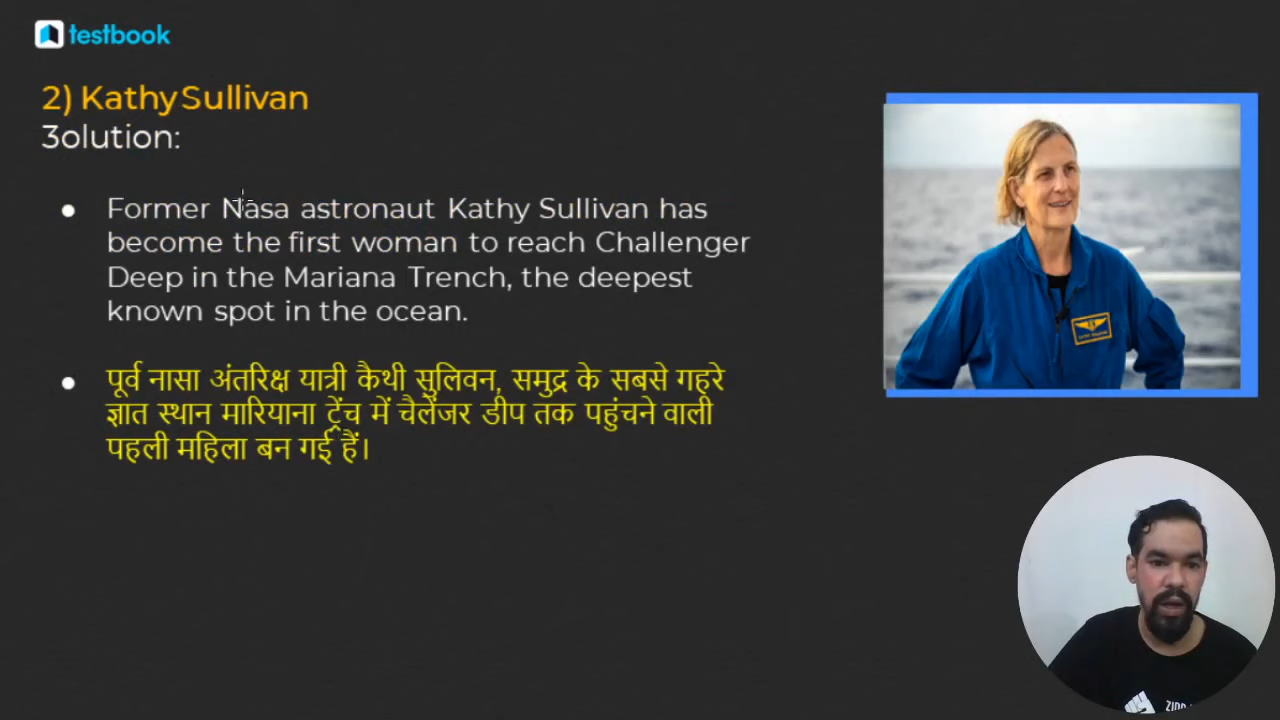 testbook
2) Kathy Sullivan
3olution:
Former Nasa astronaut Kathy Sullivan has
become the first woman to reach Challenger
Deep in the Mariana Trench, the deepest
known spot in the ocean.
पूर्व नासा अंतरिक्ष यात्री कैथी सुलिवन, समुद्र के सबसे गहरे
ज्ञात स्थान मारियाना ट्रेंच में चैलेंजर डीप तक पहुंचने वाली
पहली महिला बन गई हैं।